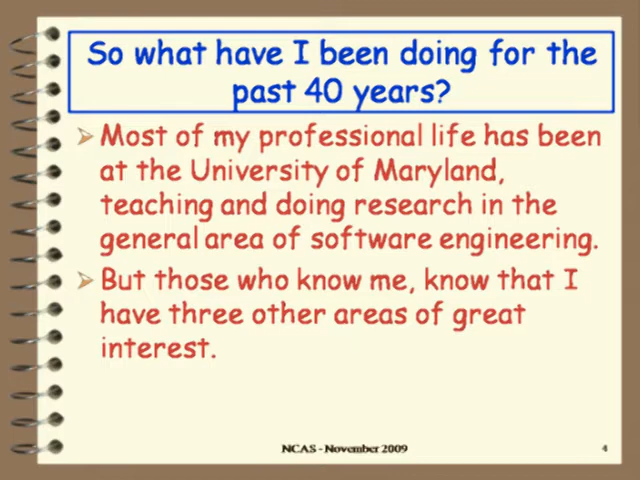 So what have I been doing for the
past 40 years?
Most of my professional life has been
at the University of Maryland,
teaching and doing research in the
general area of software engineering.
But those who know me, know that I
have three other areas of great
interest.
NCAS - November 2009
4